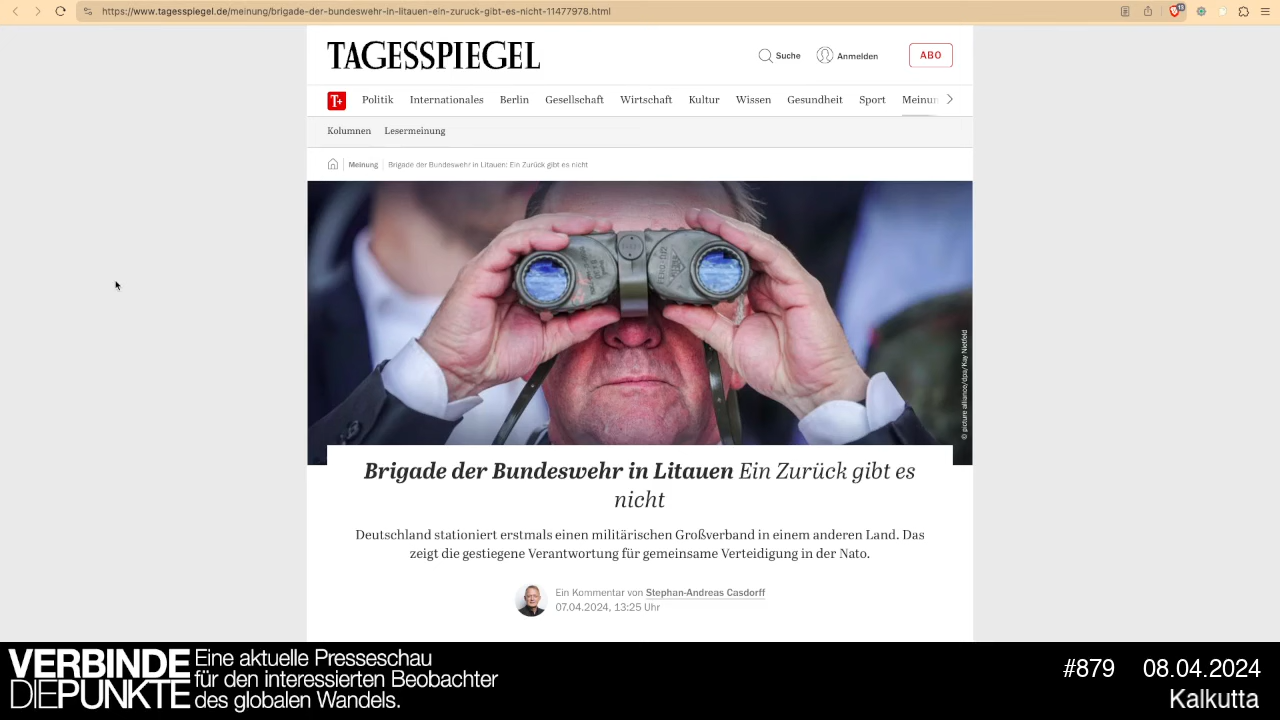 https://www.tagesspiegel.de/meinung/brigade-der-bundeswehr-in-litauen-ein-zuruck-gibt-es-nicht-11477978.html
TAGESSPIEGEL
Suche
Anmelden
ABO
T+
Politik
Internationales
Berlin
Gesellschaft
Wirtschaft
Kultur
Wissen
Gesundheit
Sport
Meinun
Kolumnen
Lesermeinung
Meinung
Brigade der Bundeswehr in Litauen: Ein Zurück gibt es nicht
© picture alliance/dpa/Kay Nietfeld
Brigade der Bundeswehr in Litauen Ein Zurück gibt es
nicht
Deutschland stationiert erstmals einen militärischen Großverband in einem anderen Land. Das
zeigt die gestiegene Verantwortung für gemeinsame Verteidigung in der Nato.
Ein Kommentar von Stephan-Andreas Casdorff
07.04.2024, 13:25 Uhr
VERBINDE
DIEPUNKTE
Eine aktuelle Presseschau
für den interessierten Beobachter
des globalen Wandels.
#879 08.04.2024
Kalkutta